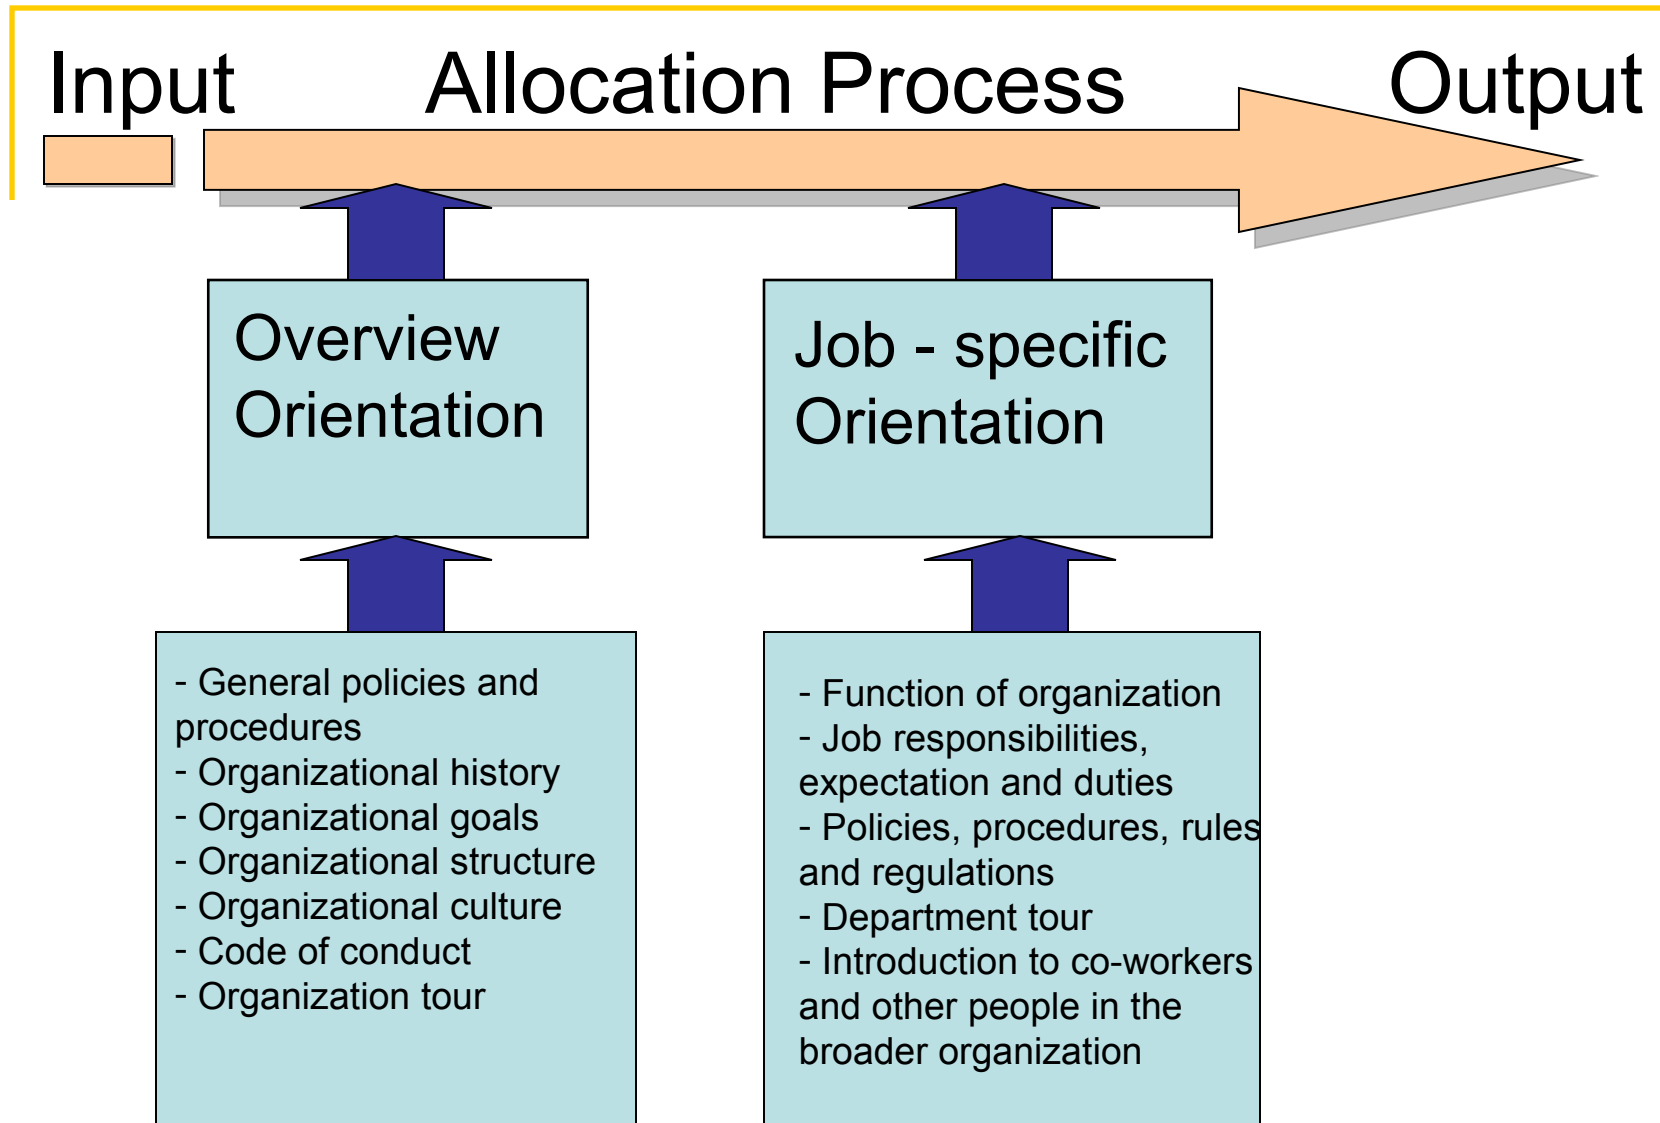 Input Allocation Process Output
Overview
Orientation
Job - specific
Orientation
- General policies and
procedures
- Organizational history
- Organizational goals
- Organizational structure
- Organizational culture
- Code of conduct
- Organization tour
- Function of organization
- Job responsibilities,
expectation and duties
- Policies, procedures, rules
and regulations
- Department tour
- Introduction to co-workers
and other people in the
broader organization